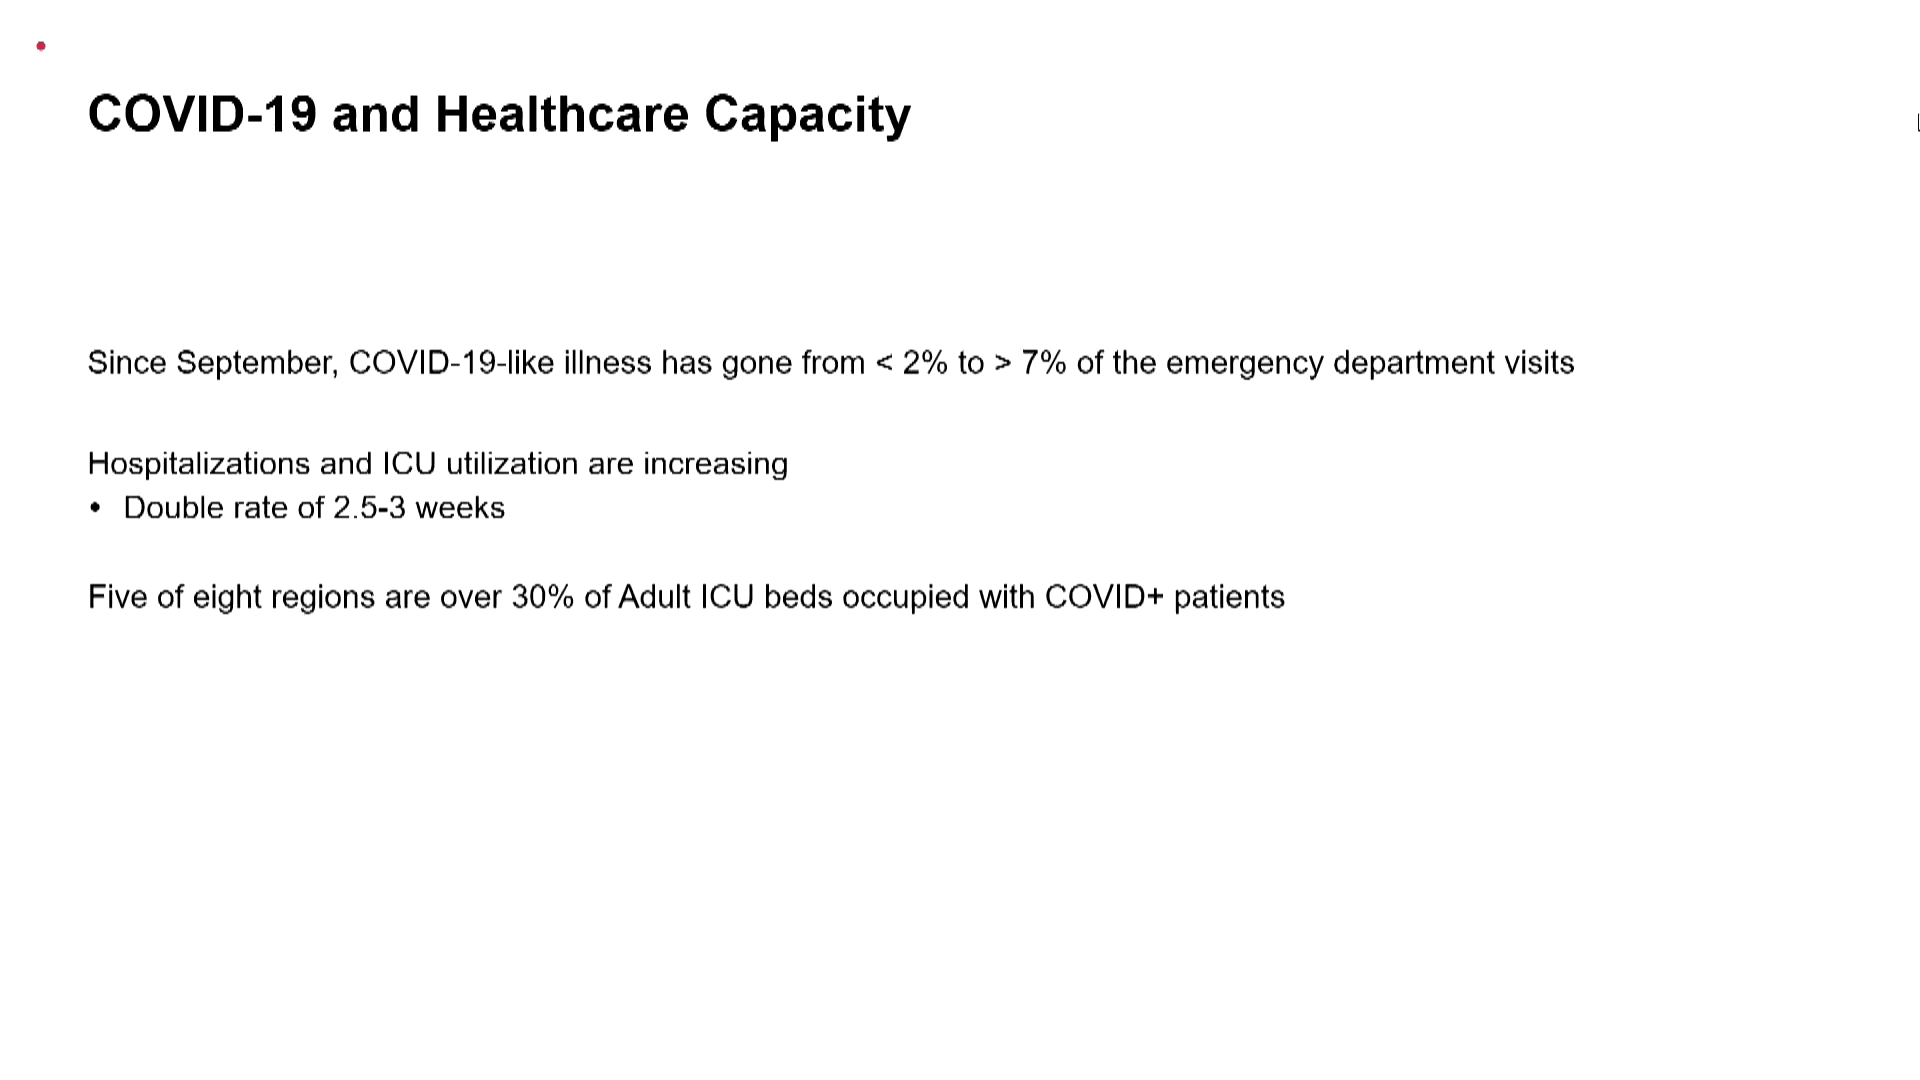 COVID-19 and Healthcare Capacity
Since September, COVID-19-like illness has gone from < 2% to > 7% of the emergency department visits
Hospitalizations and ICU utilization are increasing
• Double rate of 2.5-3 weeks
Five of eight regions are over 30% of Adult ICU beds occupied with COVID+ patients